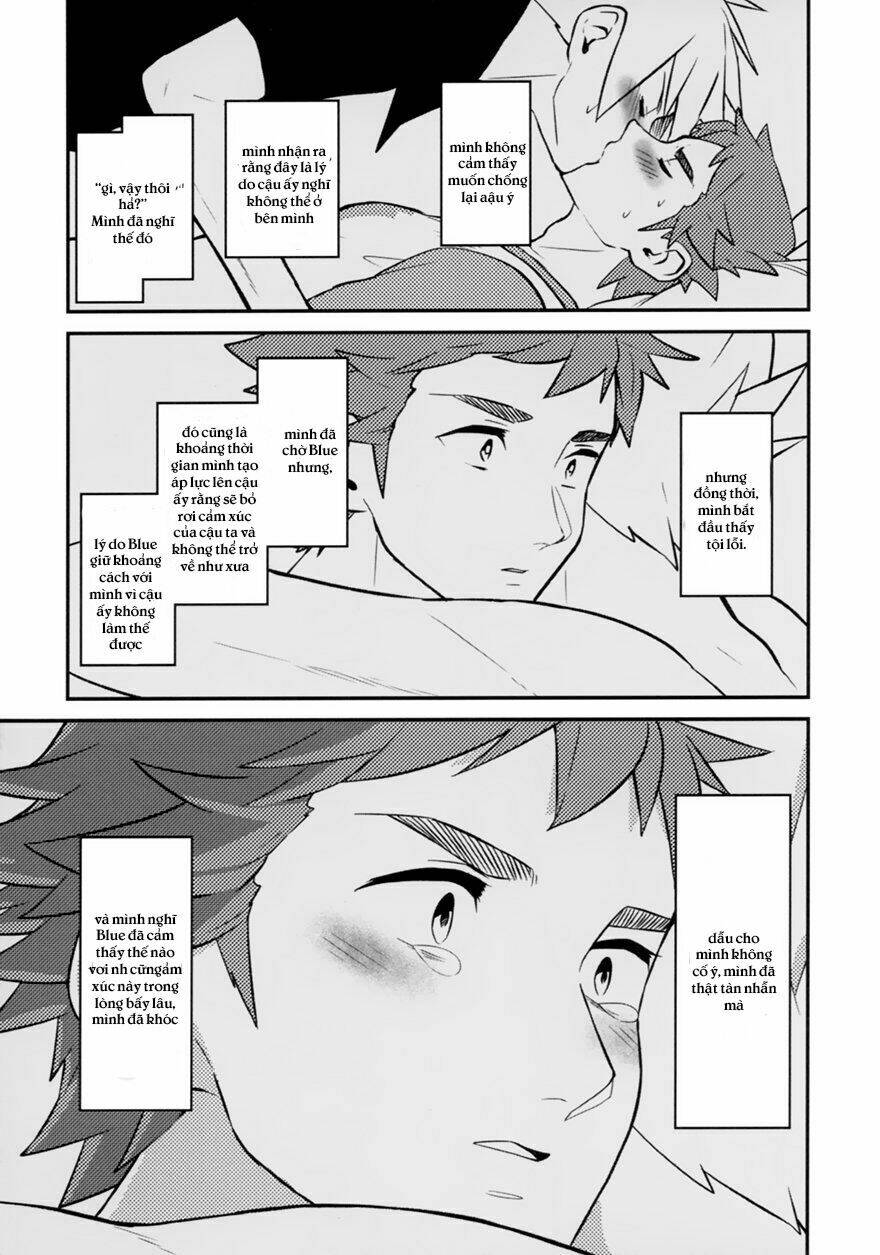 mình không
cảm thấy
muốn chống
lại aậu ý
mình nhận ra
rằng đây là lý
do cậu ấy nghĩ
không thể ở
bên mình
“gì, vậy thôi
hả?”
Mình đã nghĩ
thế đó
nhưng
đồng thời,
mình bắt
đầu thấy
tội lỗi.
mình đã
chờ Blue
nhưng,
đó cũng là
khoảng thời
gian mình tạo
áp lực lên cậu
ấy rằng sẽ bỏ
rơi cảm xúc
của cậu ta và
không thể trở
về như xưa
lý do Blue
giữ khoảng
cách với
mình vì cậu
ấy không
làm thế
được
dẫu cho
mình không
cố ý, mình đã
thật tàn nhẫn
mà
và mình nghĩ
Blue đã cảm
thấy thế nào
voi nh cũngảm
xúc này trong
lòng bấy lâu,
mình đã khóc